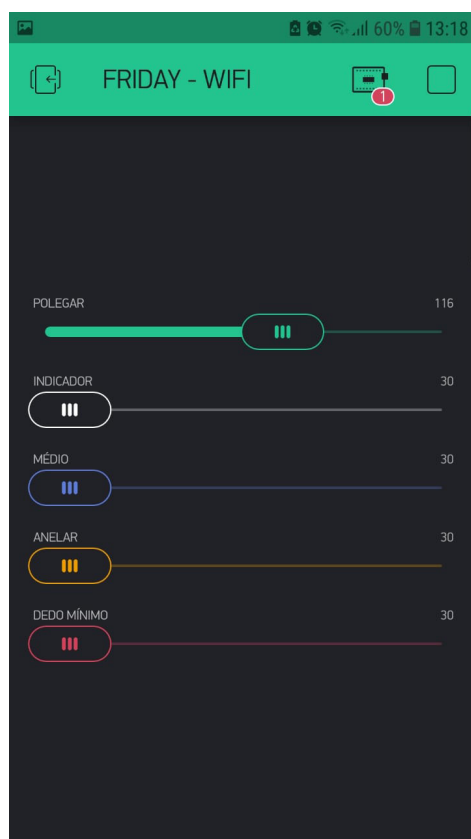 60% 13:18
FRIDAY - WIFI
1
POLEGAR 116
INDICADOR 30
MÉDIO 30
ANELAR 30
DEDO MÍNIMO 30